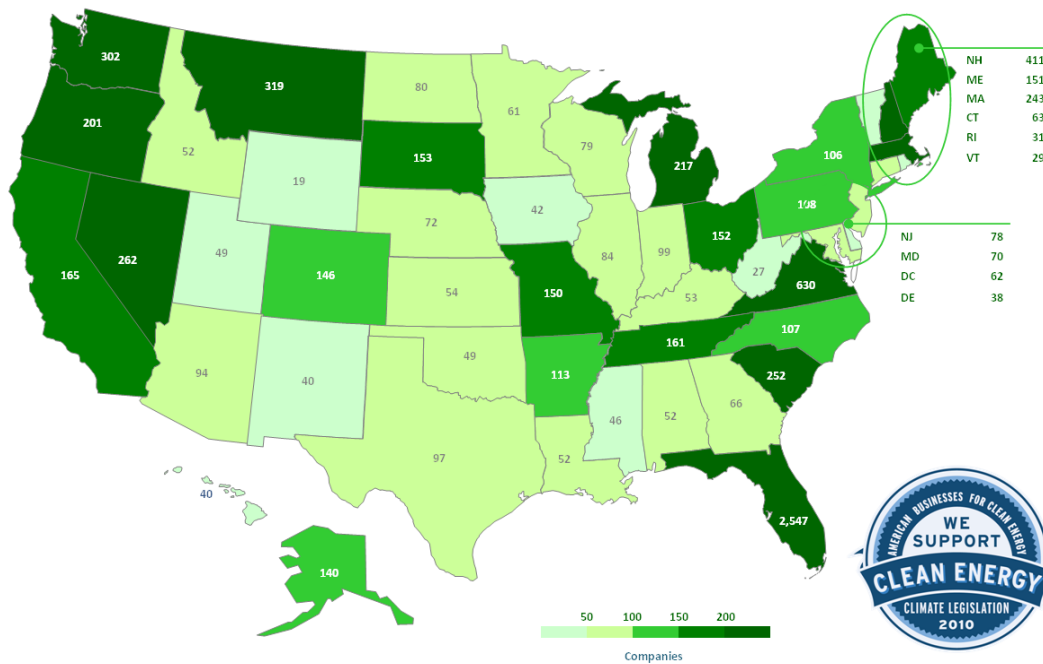 302
319
80
61
201
52
153
79
217
106
19
NH 411
ME 151
MA 243
CT 63
RI 31
VT 29
165
262
49
146
72
42
84
99
152
108
27
630
NJ 78
MD 70
DC 62
DE 38
54
150
53
94
40
49
113
161
107
252
97
52
46
52
66
2,547
40
140
AMERICAN BUSINESSES FOR CLEAN ENERGY
WE
SUPPORT
CLEAN ENERGY
CLIMATE LEGISLATION
2010
50 100 150 200
Companies